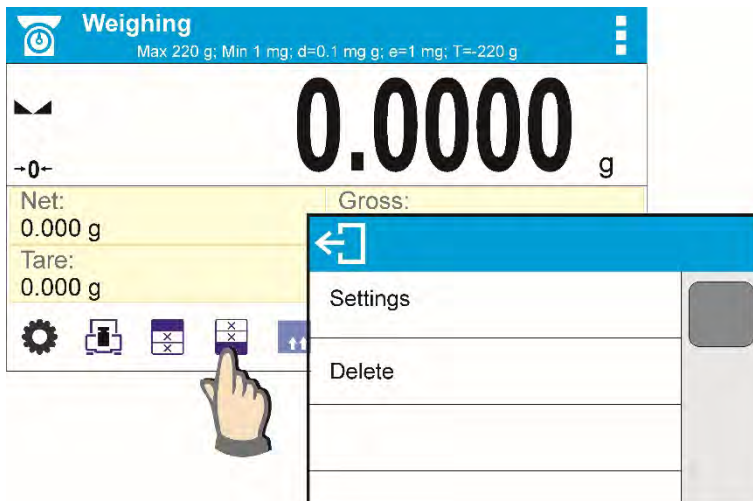 Weighing
Max 220 g; Min 1 mg; d=0.1 mg g; e=1 mg; T=-220 g
0.0000 g
→0←
Net:
0.000 g
Gross:
Tare:
0.000 g
Settings
Delete